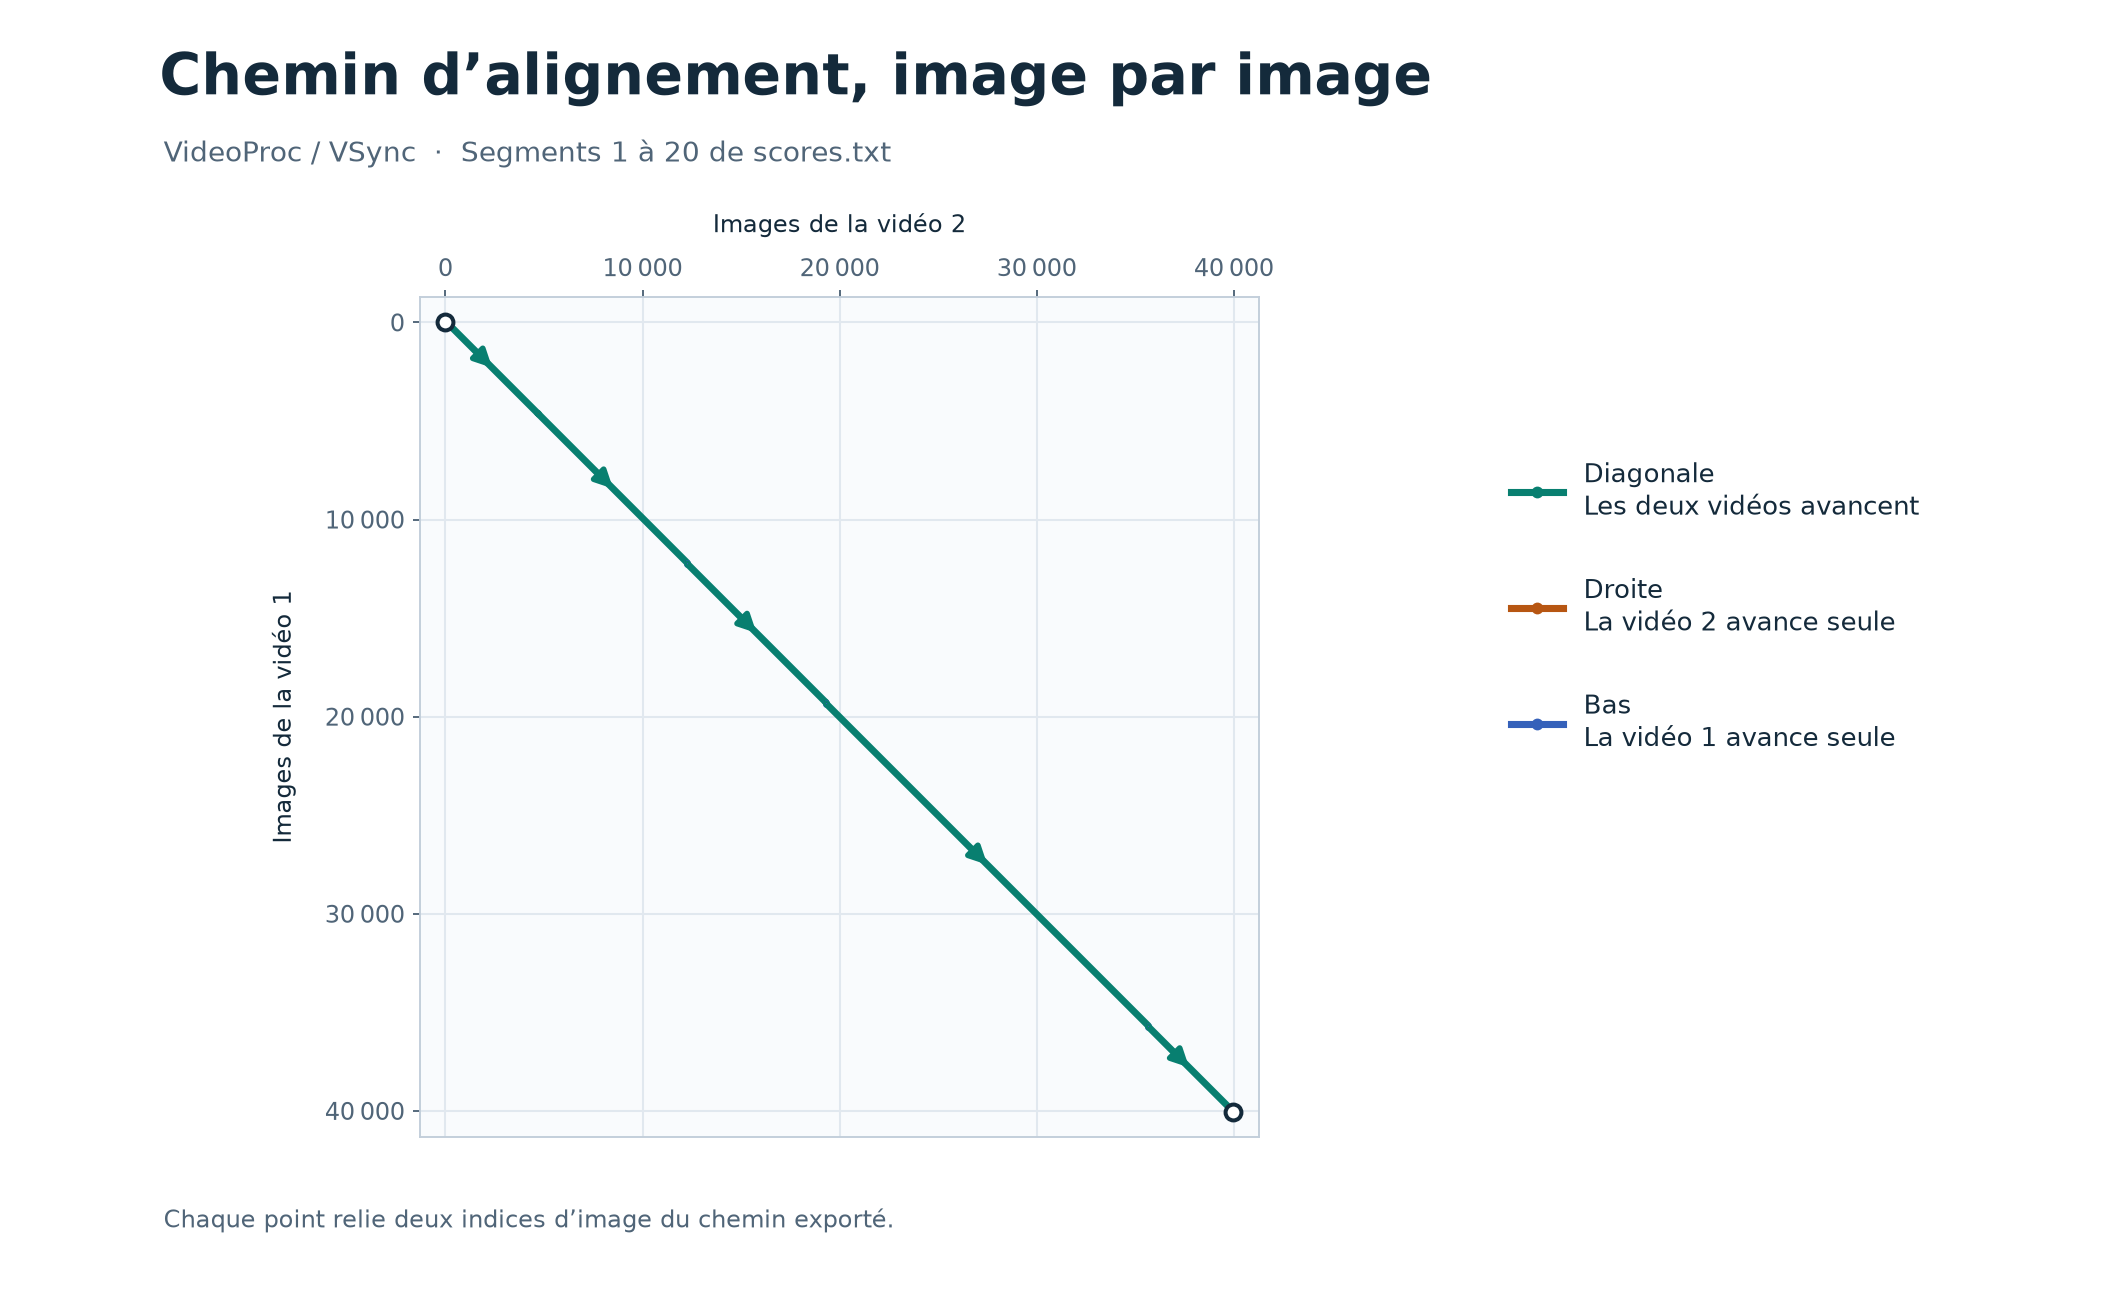 Chemin d’alignement, image par image
VideoProc / VSync · Segments 1 à 20 de scores.txt
Images de la vidéo 2
0
10 000
20 000
30 000
40 000
0
10 000
20 000
30 000
40 000
Images de la vidéo 1
Diagonale
Les deux vidéos avancent
Droite
La vidéo 2 avance seule
Bas
La vidéo 1 avance seule
Chaque point relie deux indices d’image du chemin exporté.